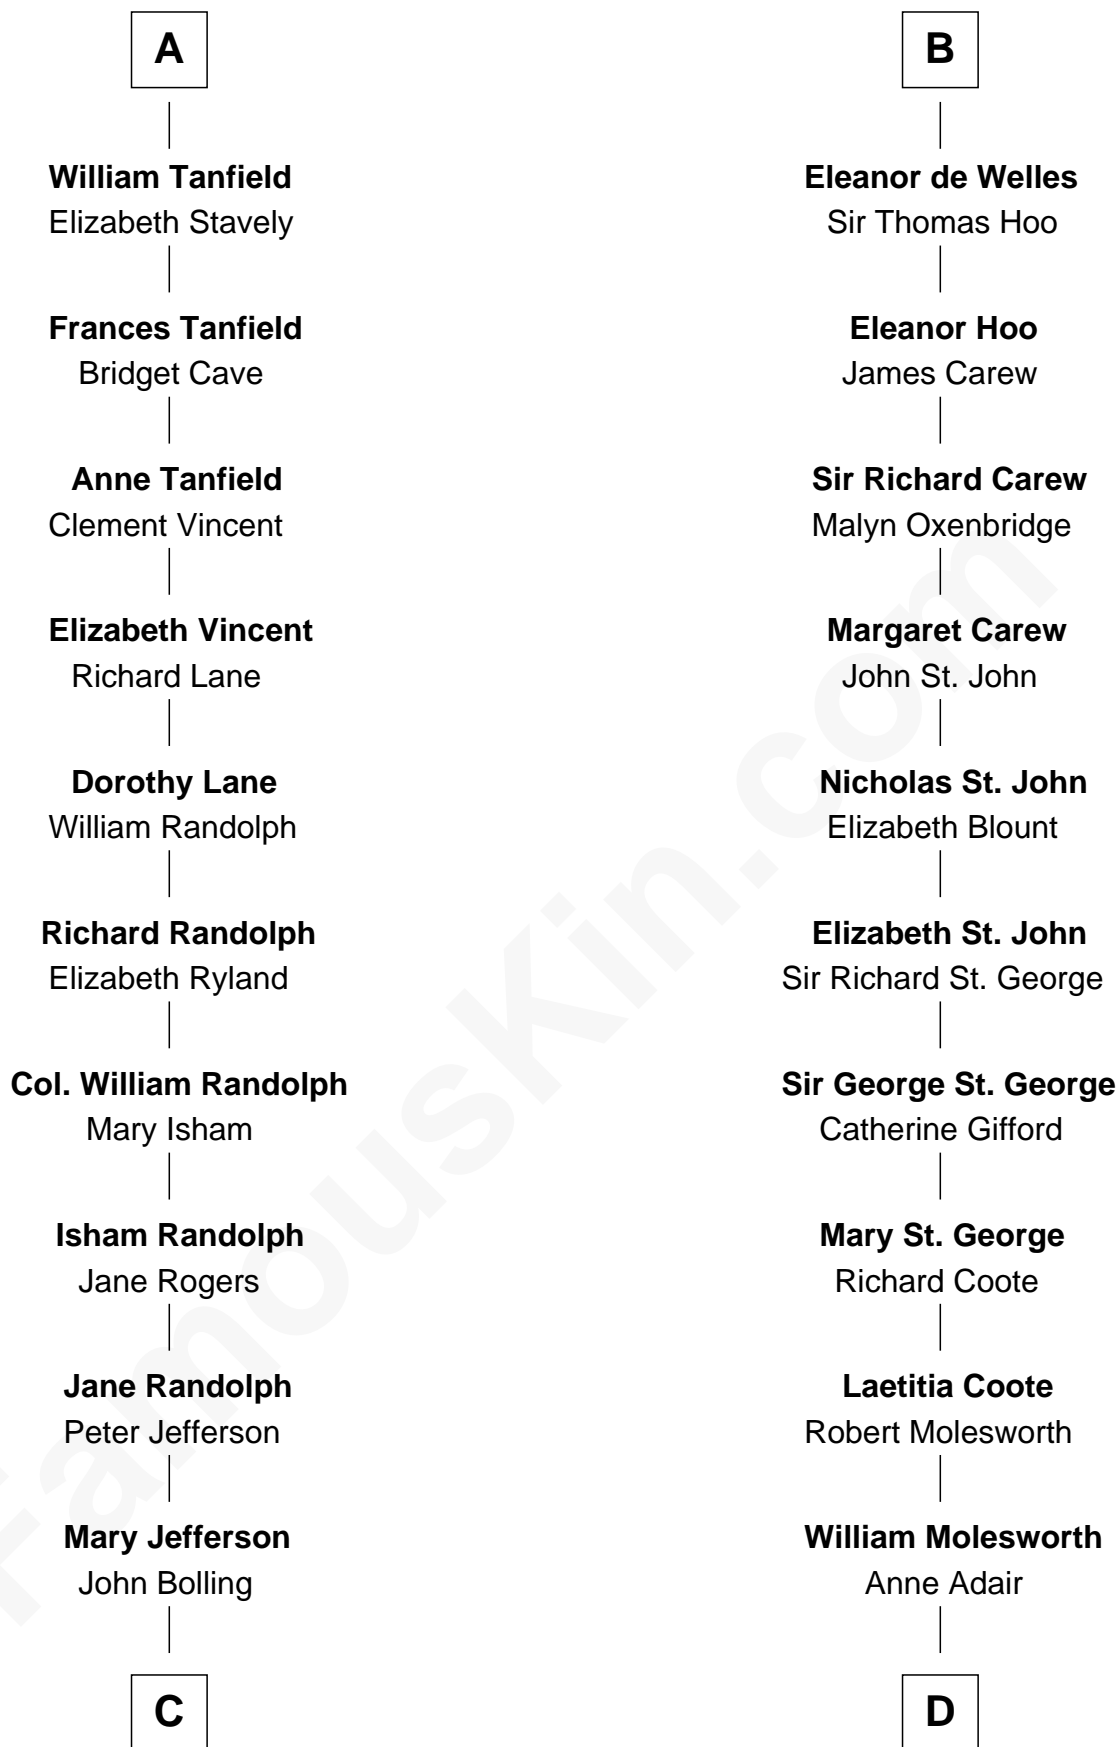 A
William Tanfield
Elizabeth Stavely
Frances Tanfield
Bridget Cave
Anne Tanfield
Clement Vincent
Elizabeth Vincent
Richard Lane
Dorothy Lane
William Randolph
Richard Randolph
Elizabeth Ryland
Col. William Randolph
Mary Isham
Isham Randolph
Jane Rogers
Jane Randolph
Peter Jefferson
Mary Jefferson
John Bolling
C
B
Eleanor de Welles
Sir Thomas Hoo
Eleanor Hoo
James Carew
Sir Richard Carew
Malyn Oxenbridge
Margaret Carew
John St. John
Nicholas St. John
Elizabeth Blount
Elizabeth St. John
Sir Richard St. George
Sir George St. George
Catherine Gifford
Mary St. George
Richard Coote
Laetitia Coote
Robert Molesworth
William Molesworth
Anne Adair
D
FamousKin.com